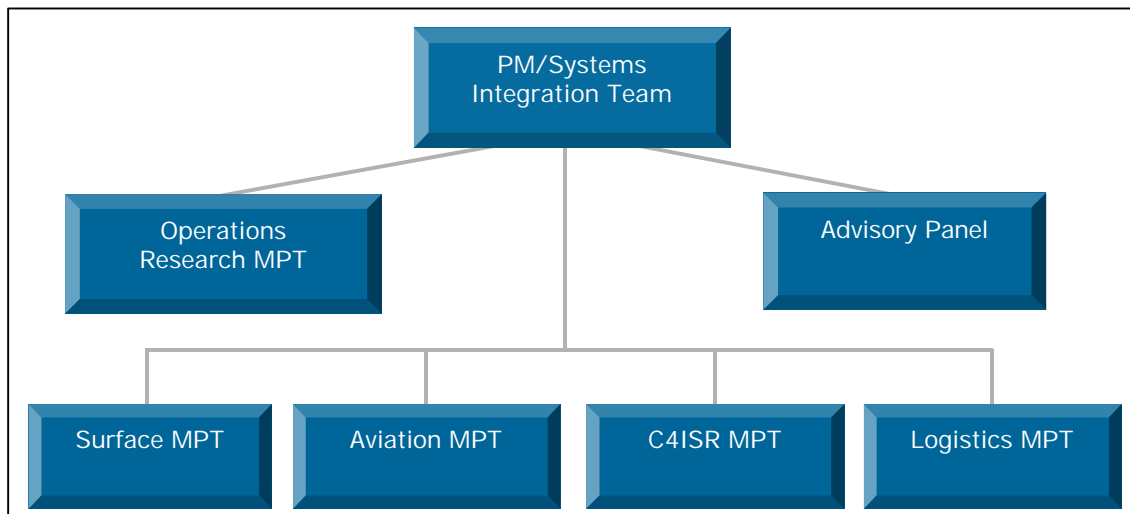 PM/Systems
Integration Team
Operations
Research MPT
Advisory Panel
Surface MPT
Aviation MPT
C4ISR MPT
Logistics MPT